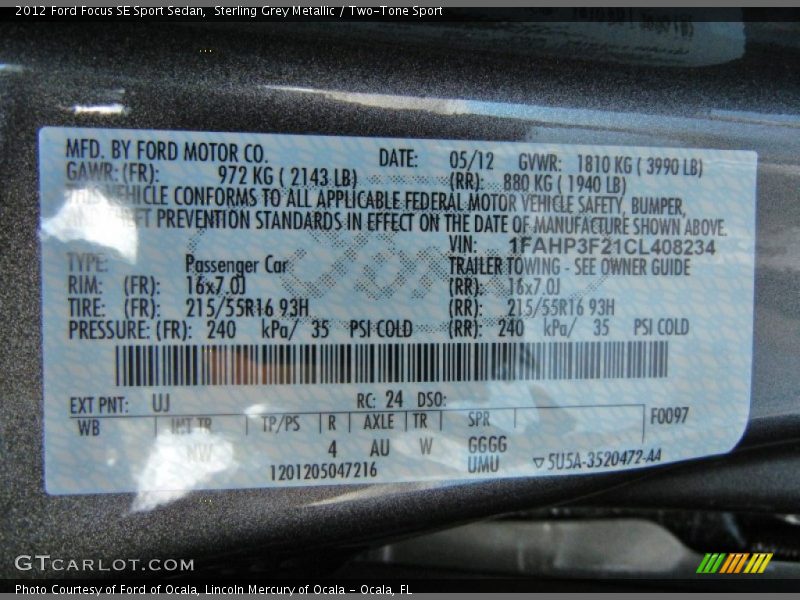 2012 Ford Focus SE Sport Sedan,  Sterling Grey Metallic / Two-Tone Sport
MFD. BY FORD MOTOR CO. DATE: 05/12 GVWR: 1810 KG ( 3990 LB)
GAWR: (FR): 972 KG ( 2143 LB) (RR): 880 KG ( 1940 LB)
THIS VEHICLE CONFORMS TO ALL APPLICABLE FEDERAL MOTOR VEHICLE SAFETY, BUMPER,
AND THEFT PREVENTION STANDARDS IN EFFECT ON THE DATE OF MANUFACTURE SHOWN ABOVE.
VIN: 1FAHP3F21CL408234
TYPE: Passenger Car TRAILER TOWING - SEE OWNER GUIDE
RIM: (FR): 16x7.0J (RR): 16x7.0J
TIRE: (FR): 215/55R16 93H (RR): 215/55R16 93H
PRESSURE: (FR): 240 kPa/ 35 PSI COLD (RR): 240 kPa/ 35 PSI COLD
EXT PNT: UJ RC: 24 DSO:
WB INT TR TP/PS R AXLE TR SPR F0097
NW 4 AU W GGGG
1201205047216 UMU ▽5U5A-3520472-AA
GTCARLOT.COM
Photo Courtesy of Ford of Ocala, Lincoln Mercury of Ocala - Ocala, FL